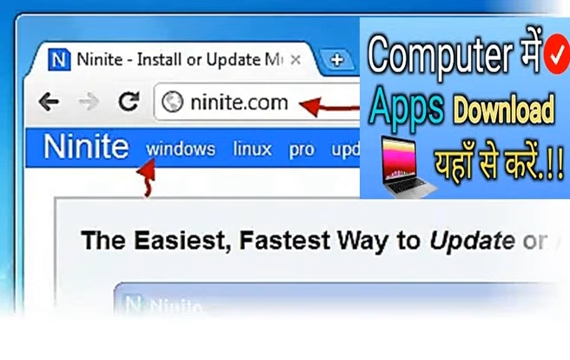 Ninite - Install or Update
ninite.com
Ninite windows linux pro
The Easiest, Fastest Way to Update or
Ninite
Computer में
Apps Download
यहाँ से करें.!!